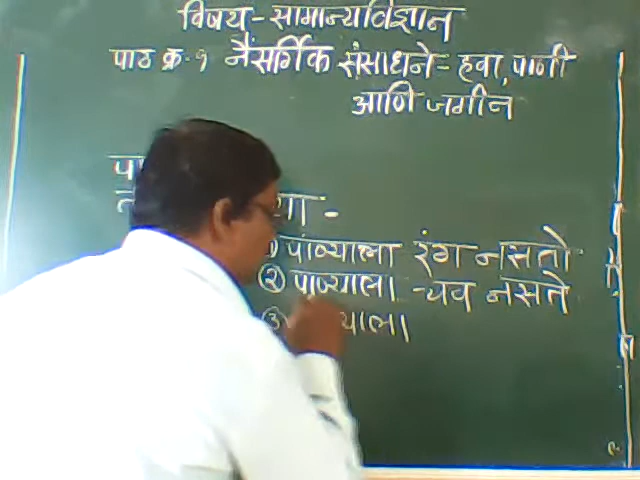 विषय - सामान्यविज्ञान
पाठ क्र. १ नैसर्गिक संसाधने - हवा, पाणी
आणि जमीन
पा
① पाण्याला रंग नसतो
② पाण्याला चव नसते
③ याला